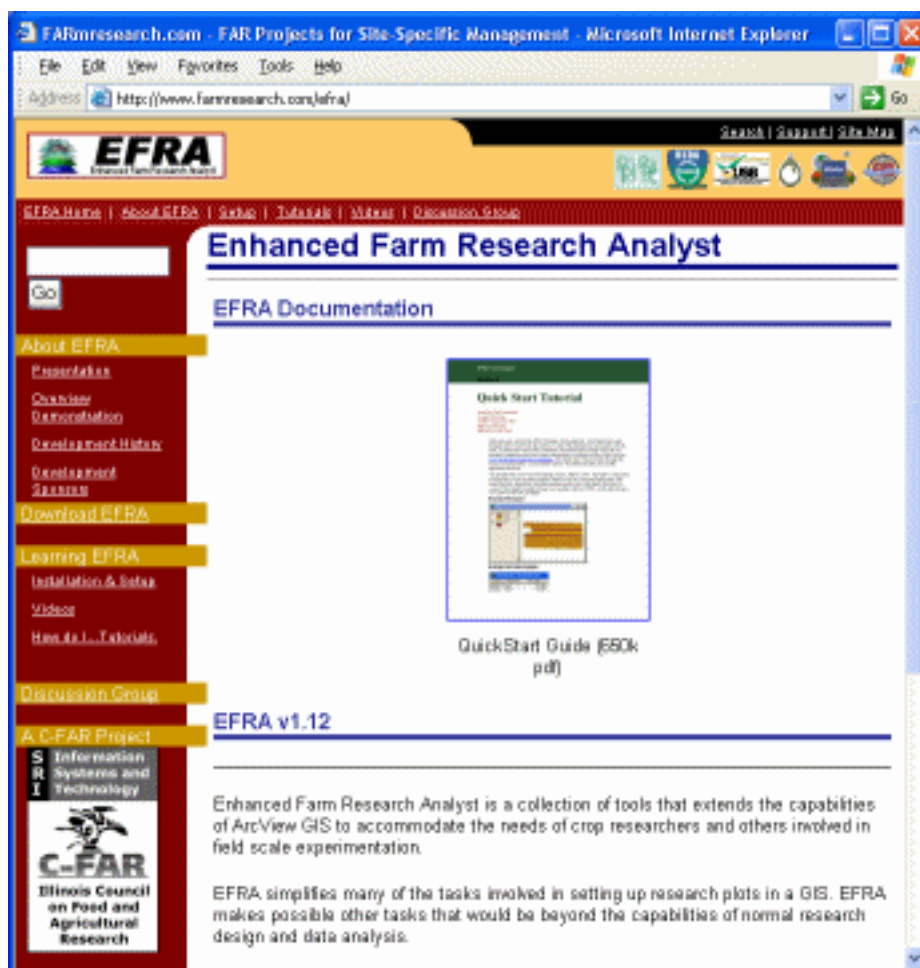 FARmresearch.com - FAR Projects for Site-Specific Management - Microsoft Internet Explorer
File Edit View Favorites Tools Help
Address http://www.farmresearch.com/efra/ Go
Search | Support | Site Map
EFRA
Enhanced Farm Research Analyst
EFRA Home | About EFRA | Setup | Tutorials | Videos | Discussion Group
Enhanced Farm Research Analyst
Go
EFRA Documentation
About EFRA
Presentation
Overview
Demonstration
Development History
Development
Sponsors
Download EFRA
Learning EFRA
Installation & Setup
Videos
How do I...Tutorials.
Discussion Group
A C-FAR Project
S Information
R Systems and
I Technology
C-FAR
Illinois Council
on Food and
Agricultural
Research
Quick Start Tutorial
QuickStart Guide (550k
pdf)
EFRA v1.12
Enhanced Farm Research Analyst is a collection of tools that extends the capabilities
of ArcView GIS to accommodate the needs of crop researchers and others involved in
field scale experimentation.
EFRA simplifies many of the tasks involved in setting up research plots in a GIS. EFRA
makes possible other tasks that would be beyond the capabilities of normal research
design and data analysis.